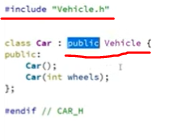 #include "Vehicle.h"
class Car : public Vehicle {
public:
Car();
Car(int wheels);
};
#endif // CAR_H